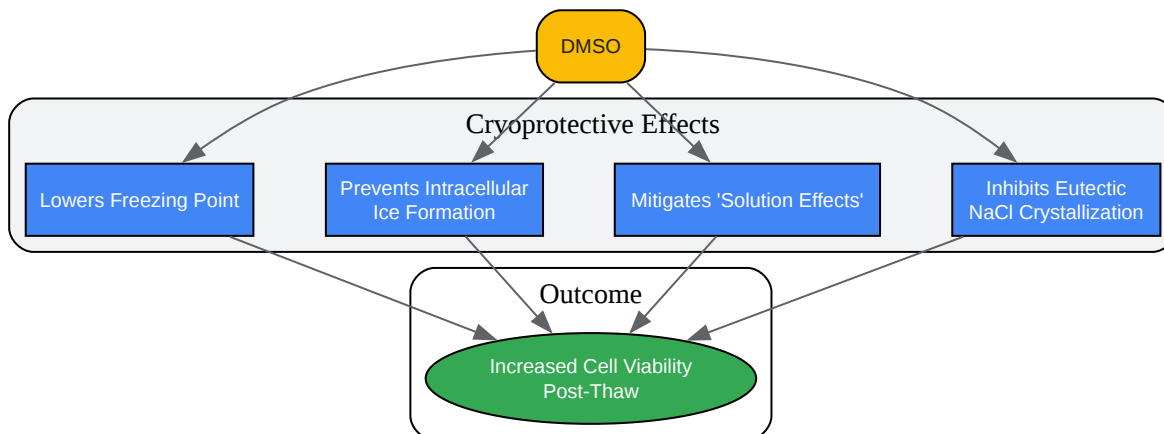 DMSO
Cryoprotective Effects
Lowers Freezing Point
Prevents Intracellular
Ice Formation
Mitigates 'Solution Effects'
Inhibits Eutectic
NaCl Crystallization
Outcome
Increased Cell Viability
Post-Thaw